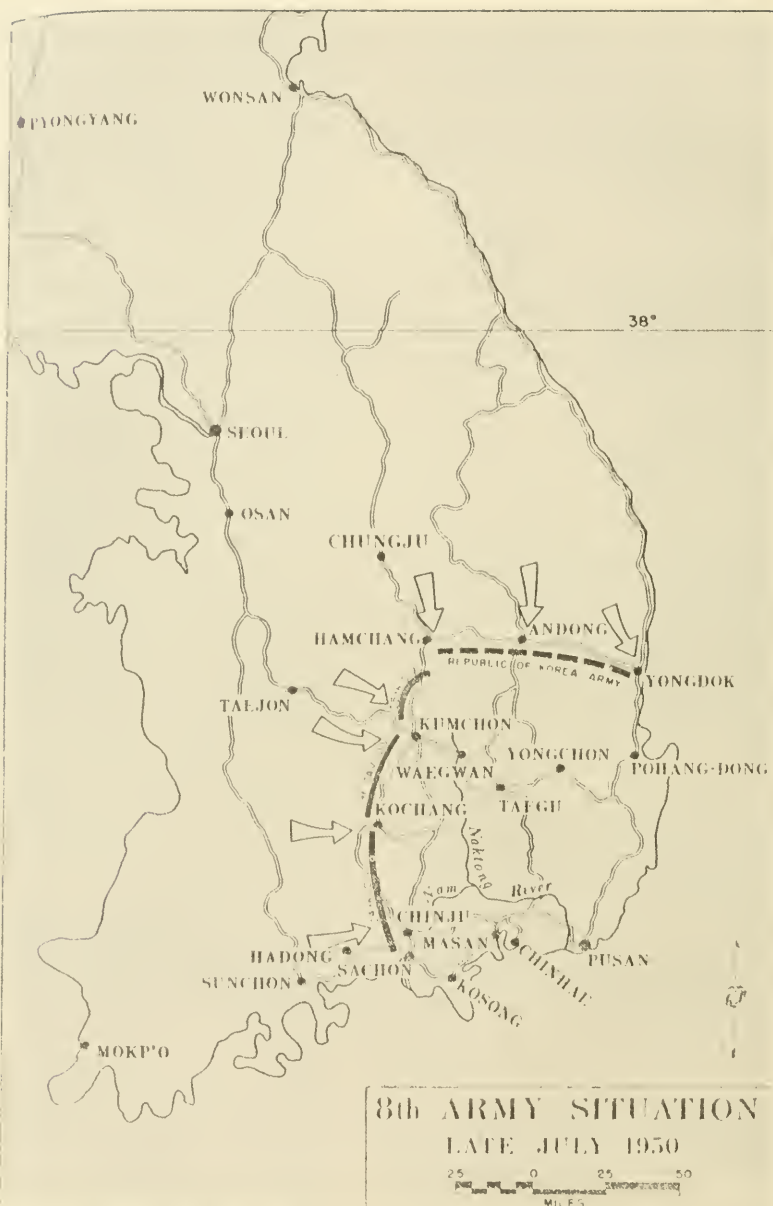 WONSAN
PYONGYANG
38°
SEOUL
OSAN
CHUNGJU
HAMCHANG
ANDONG
REPUBLIC OF KOREA ARMY
YONGDOK
TAEJON
KUMCHON
WAEGWAN
YONGCHON
POHANG-DONG
TAEGU
KOCHANG
Naktong
River
CHINJU
MASAN
CHINHAE
PUSAN
HADONG
SACHON
SUNCHON
KOSONG
MOKP'O
8th ARMY SITUATION
LATE JULY 1950
25 0 25 50
MILES